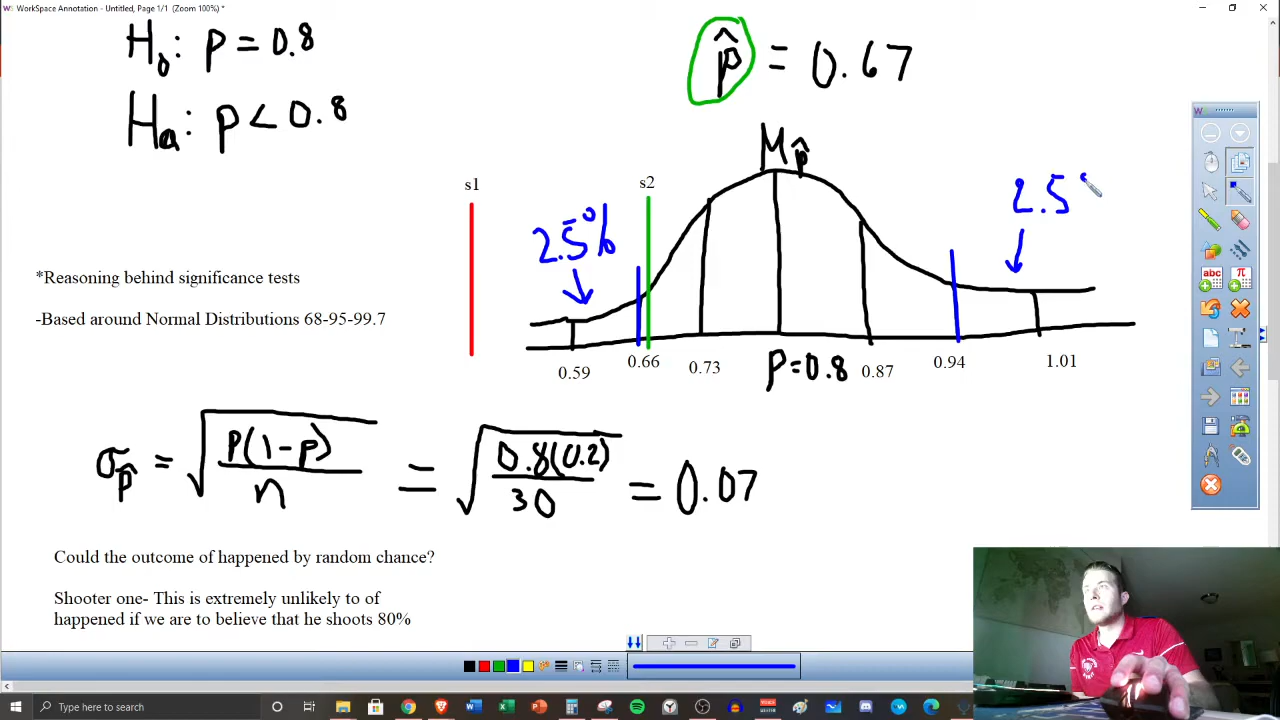 WorkSpace Annotation - Untitled, Page 1/1 (Zoom 100%) *
H₀: p = 0.8
p̂ = 0.67
Hₐ: p < 0.8
M_p̂
s1
s2
2.5%
2.5°
*Reasoning behind significance tests
-Based around Normal Distributions 68-95-99.7
0.59
0.66
0.73
P=0.8
0.87
0.94
1.01
σ_p̂ = √(p(1-p)/n) = √(0.8(0.2)/30) = 0.07
Could the outcome of happened by random chance?
Shooter one- This is extremely unlikely to of
happened if we are to believe that he shoots 80%
abc
π
Type here to search